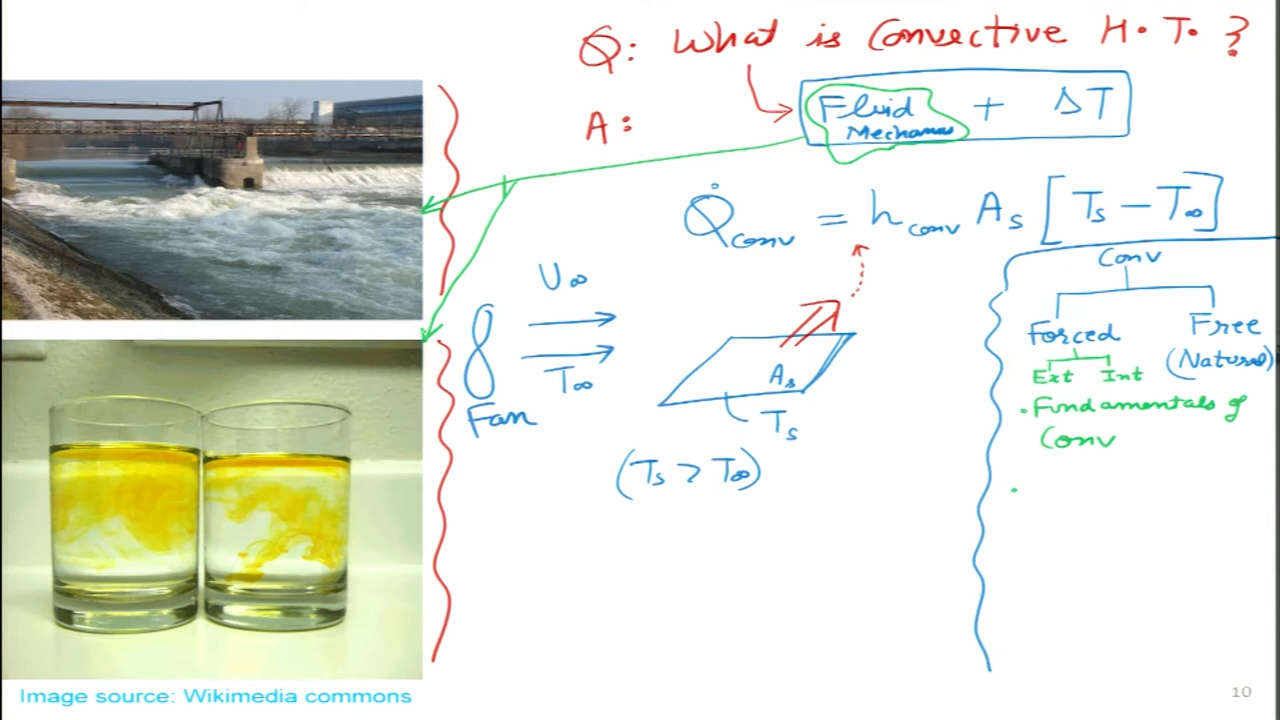 Q: What is Convective H.T.?
A: Fluid Mechanics + ΔT
Q̇conv = hconv As [Ts − T∞]
U∞
T∞
Fan
As
Ts
(Ts > T∞)
Conv
Forced
Free
(Natural)
Ext Int
• Fundamentals of
Conv
Image source: Wikimedia commons
10